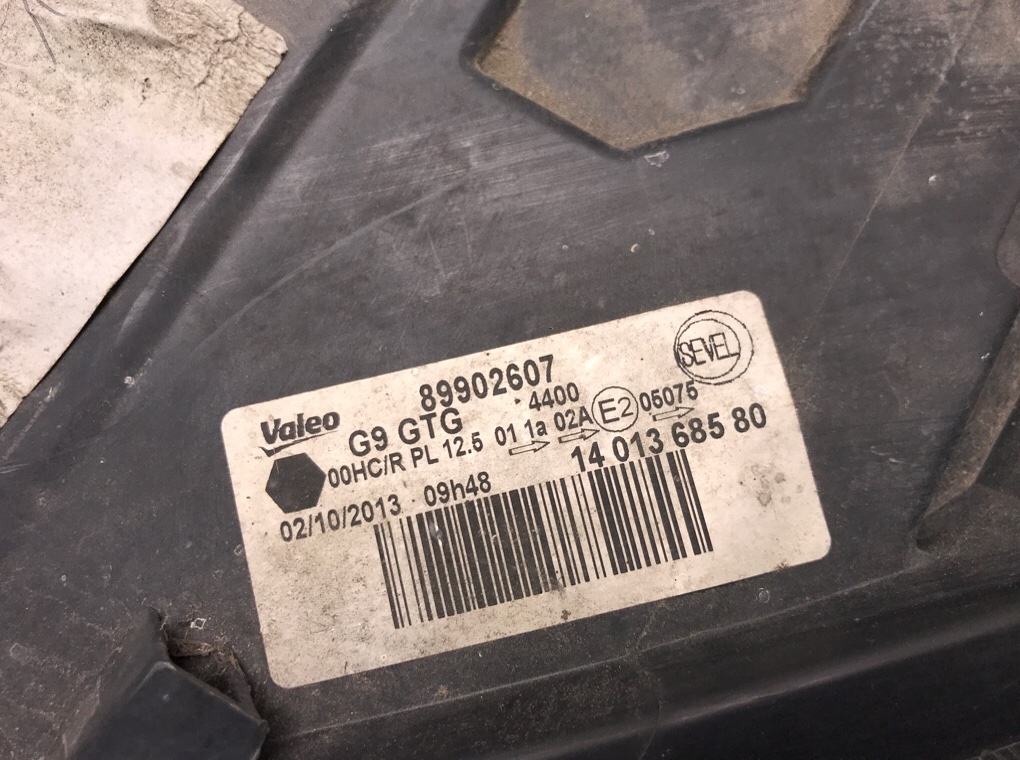 SEVEL
Valeo 89902607
G9 GTG 4400
00HC/R PL 12.5 01 1a 02A E2 05075
14 013 685 80
02/10/2013 09h48